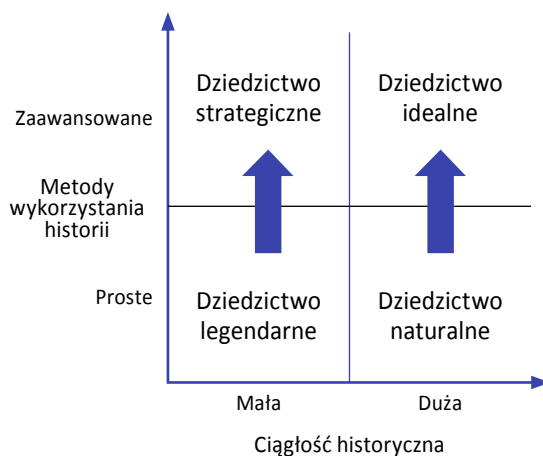 Dziedzictwo
strategiczne
Dziedzictwo
idealne
Zaawansowane
Metody
wykorzystania
historii
Proste
Dziedzictwo
legendarne
Dziedzictwo
naturalne
Mała
Duża
Ciągłość historyczna